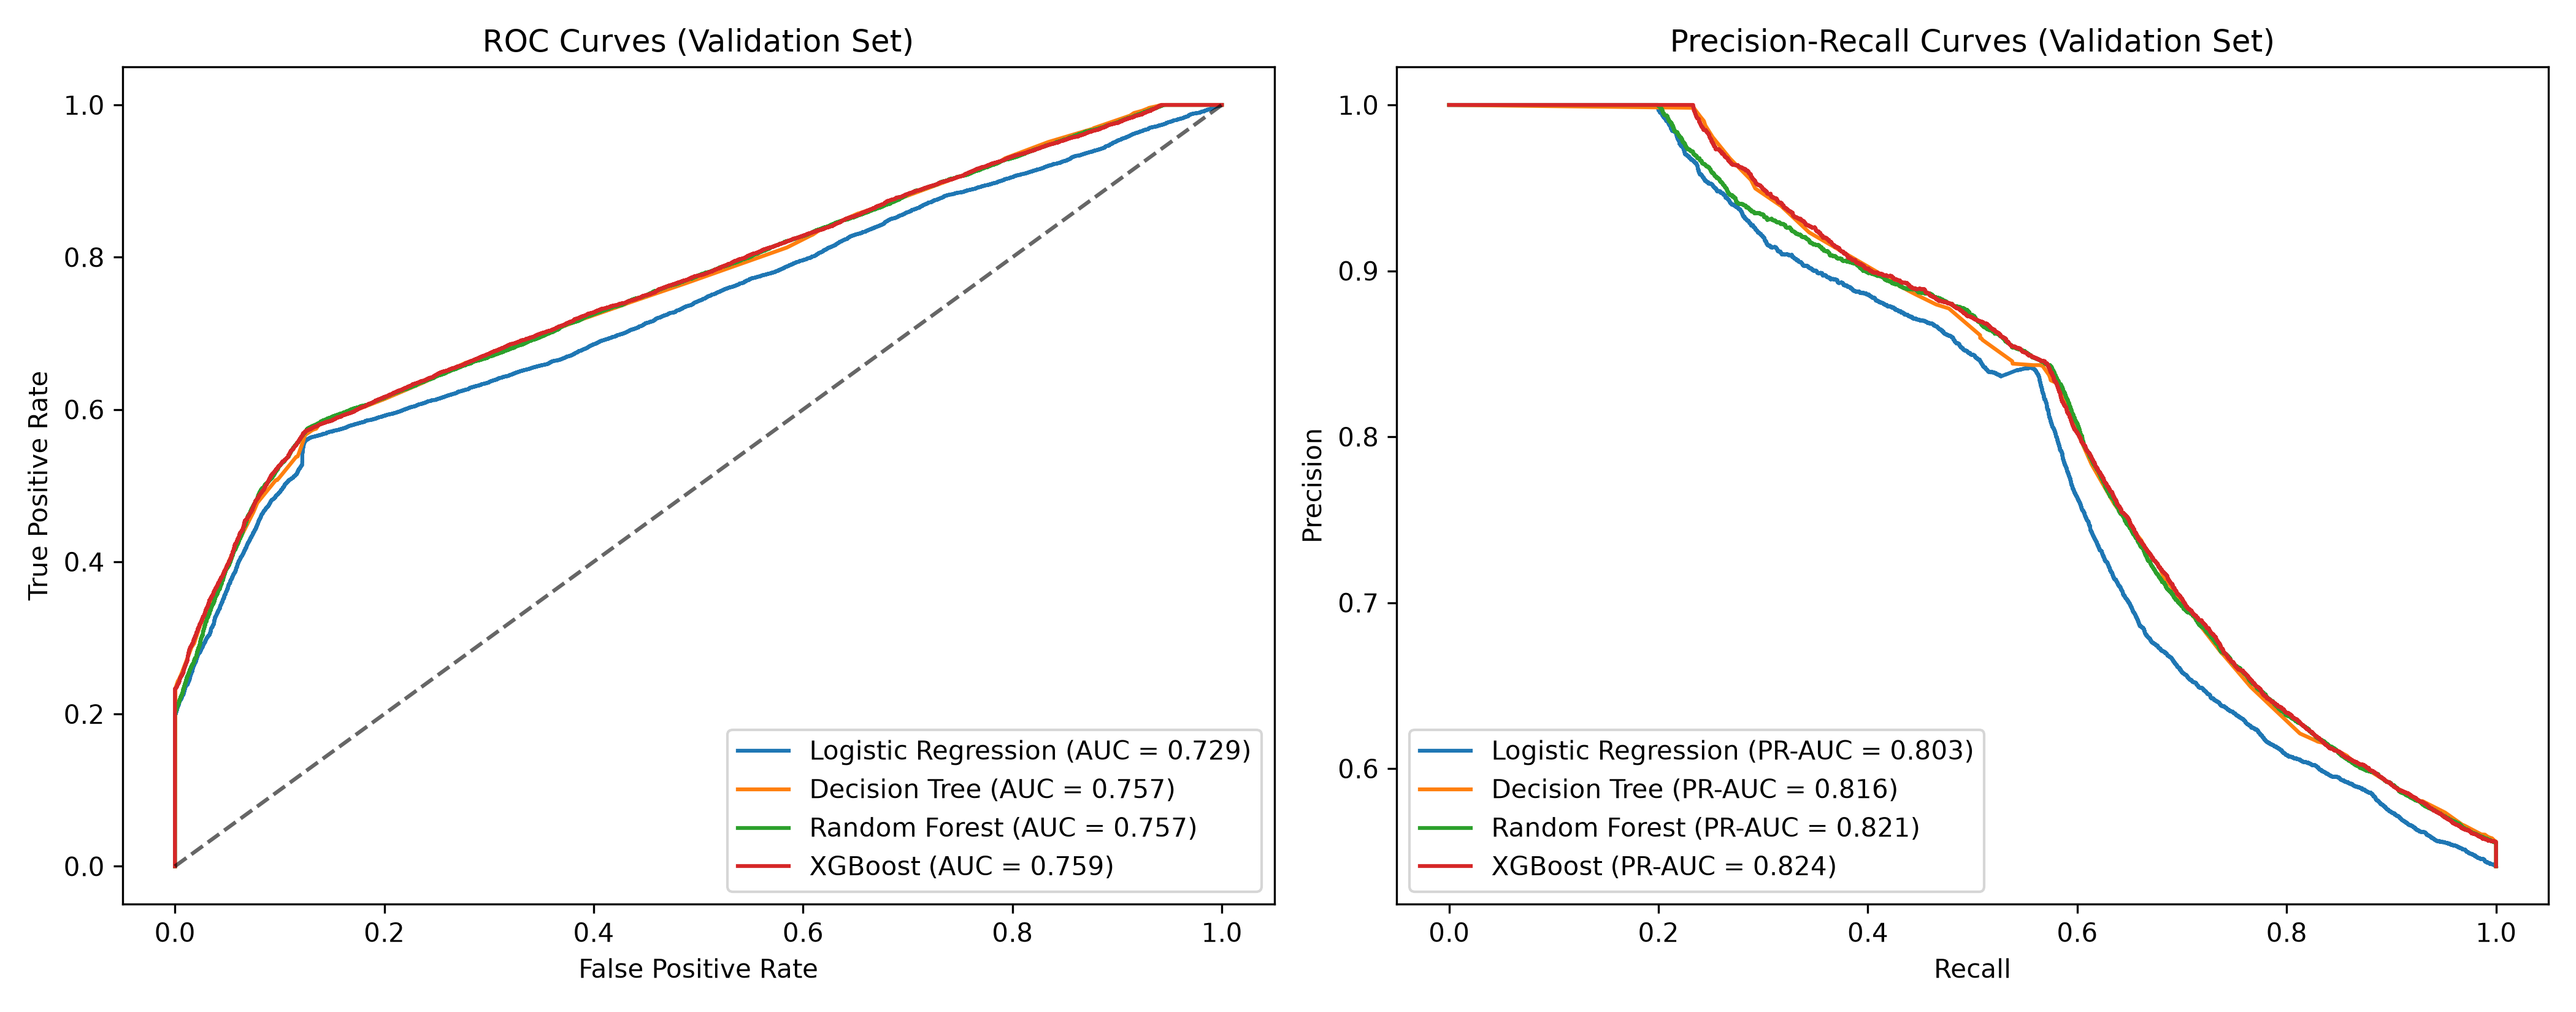 ROC Curves (Validation Set)
True Positive Rate
1.0
0.8
0.6
0.4
0.2
0.0
Logistic Regression (AUC = 0.729)
Decision Tree (AUC = 0.757)
Random Forest (AUC = 0.757)
XGBoost (AUC = 0.759)
0.0 0.2 0.4 0.6 0.8 1.0
False Positive Rate
Precision-Recall Curves (Validation Set)
Precision
1.0
0.9
0.8
0.7
0.6
Logistic Regression (PR-AUC = 0.803)
Decision Tree (PR-AUC = 0.816)
Random Forest (PR-AUC = 0.821)
XGBoost (PR-AUC = 0.824)
0.0 0.2 0.4 0.6 0.8 1.0
Recall